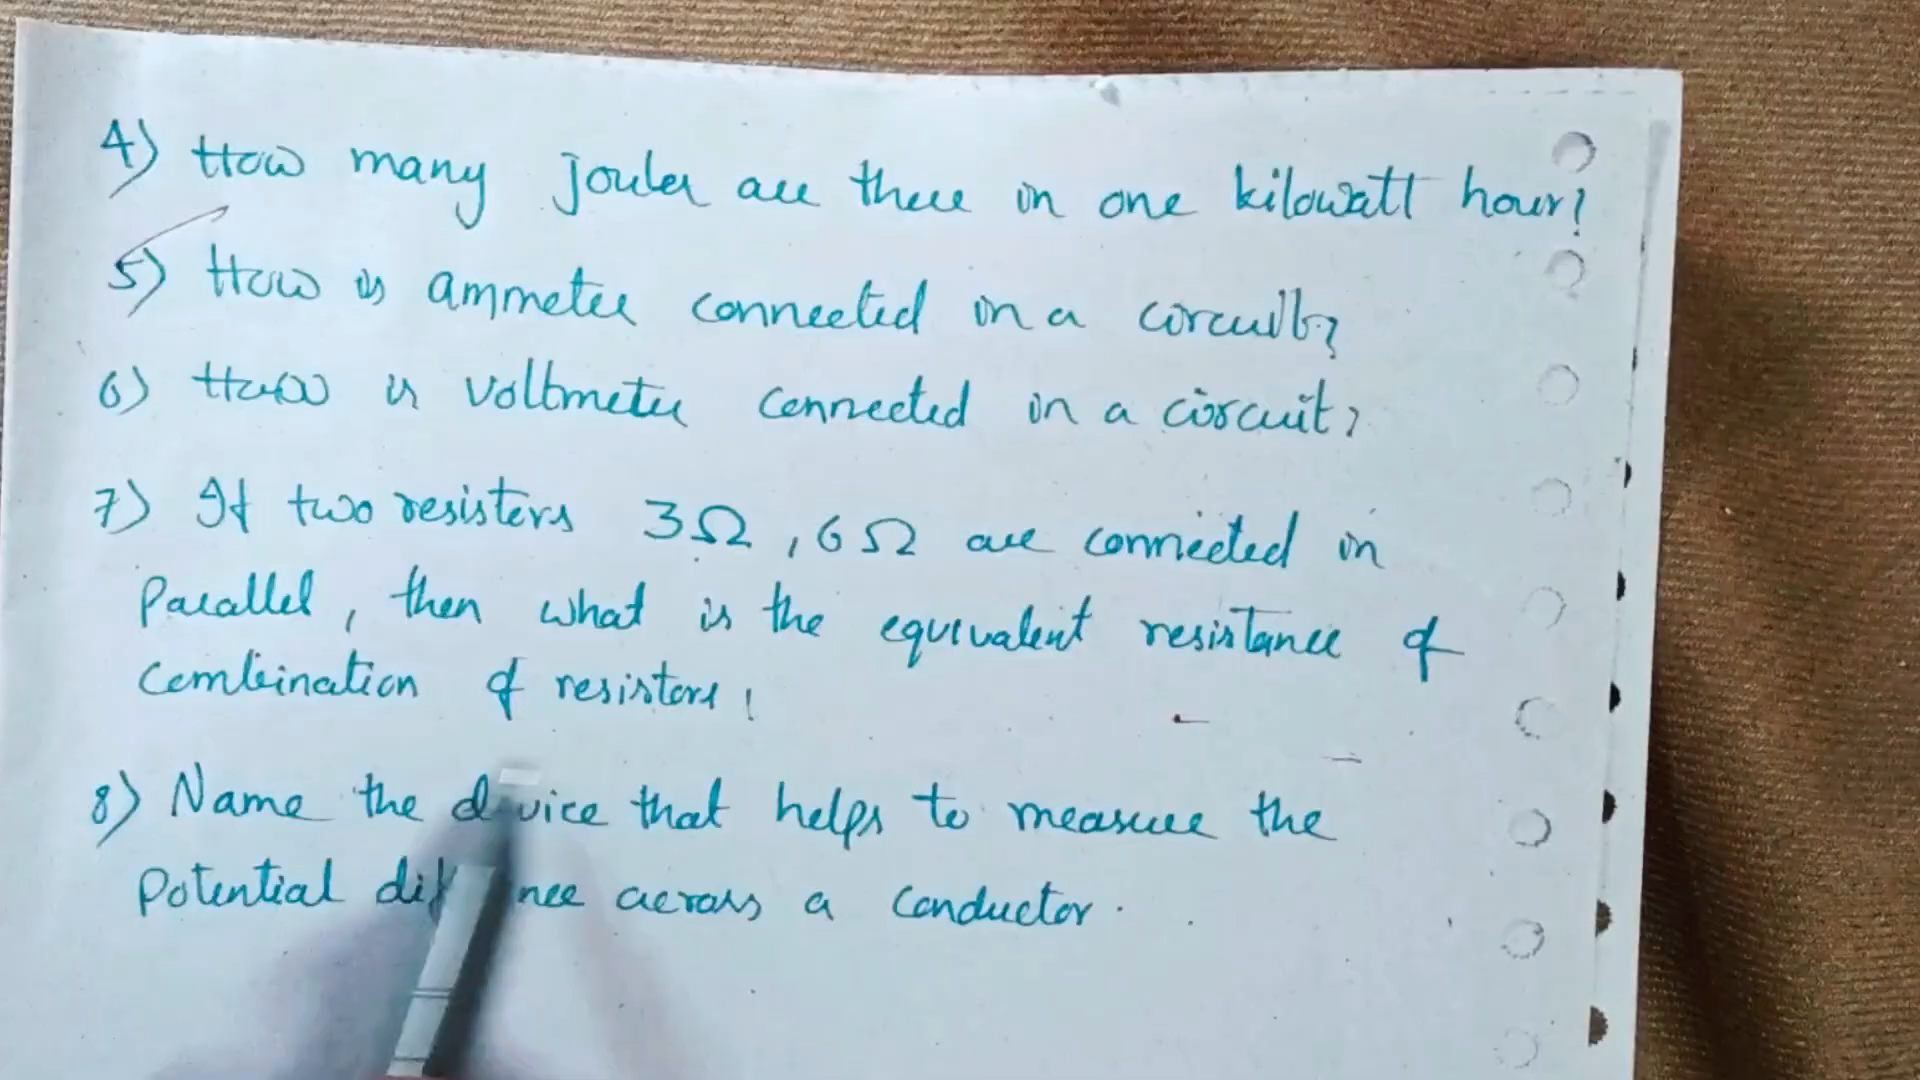 4) How many joules are there in one kilowatt hour?
5) How is ammeter connected in a circuit?
6) How is voltmeter connected in a circuit?
7) If two resisters 3Ω, 6Ω are connected in
Parallel, then what is the equivalent resistance of
combination of resistors?
8) Name the device that helps to measure the
Potential difference across a conductor.